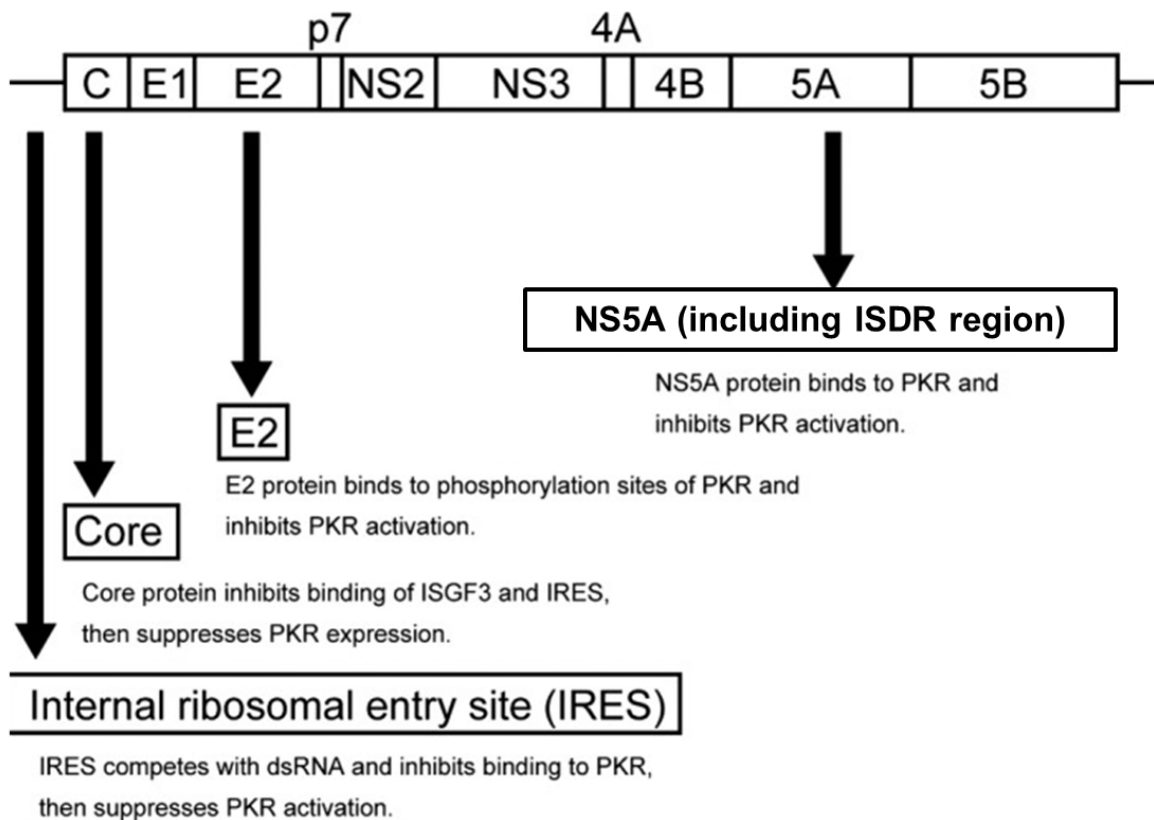 p7 4A
C E1 E2 NS2 NS3 4B 5A 5B
NS5A (including ISDR region)
NS5A protein binds to PKR and
inhibits PKR activation.
E2
E2 protein binds to phosphorylation sites of PKR and
inhibits PKR activation.
Core
Core protein inhibits binding of ISGF3 and IRES,
then suppresses PKR expression.
Internal ribosomal entry site (IRES)
IRES competes with dsRNA and inhibits binding to PKR,
then suppresses PKR activation.